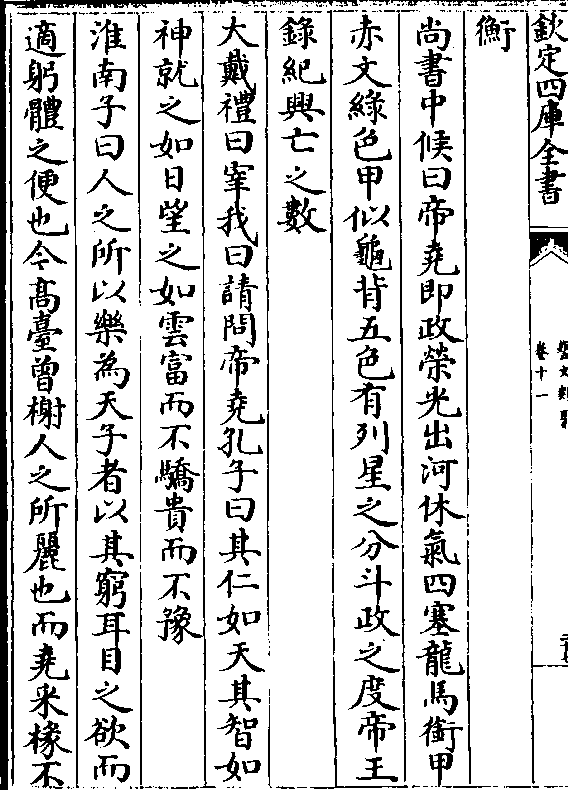 欽定四庫全書
卷十一
衡
尚書中候曰帝堯即政榮光出河休氣四塞龍馬銜甲
赤文綠色甲似龜背五色有列星之分斗政之度帝王
錄紀興亡之數
大戴禮曰宰我曰請問帝堯孔子曰其仁如天其智如
神就之如日望之如雲富而不驕貴而不豫
淮南子曰人之所以樂為天子者以其窮耳目之欲而
適躬體之便也今髙臺曾榭人之所麗也而堯来椽不